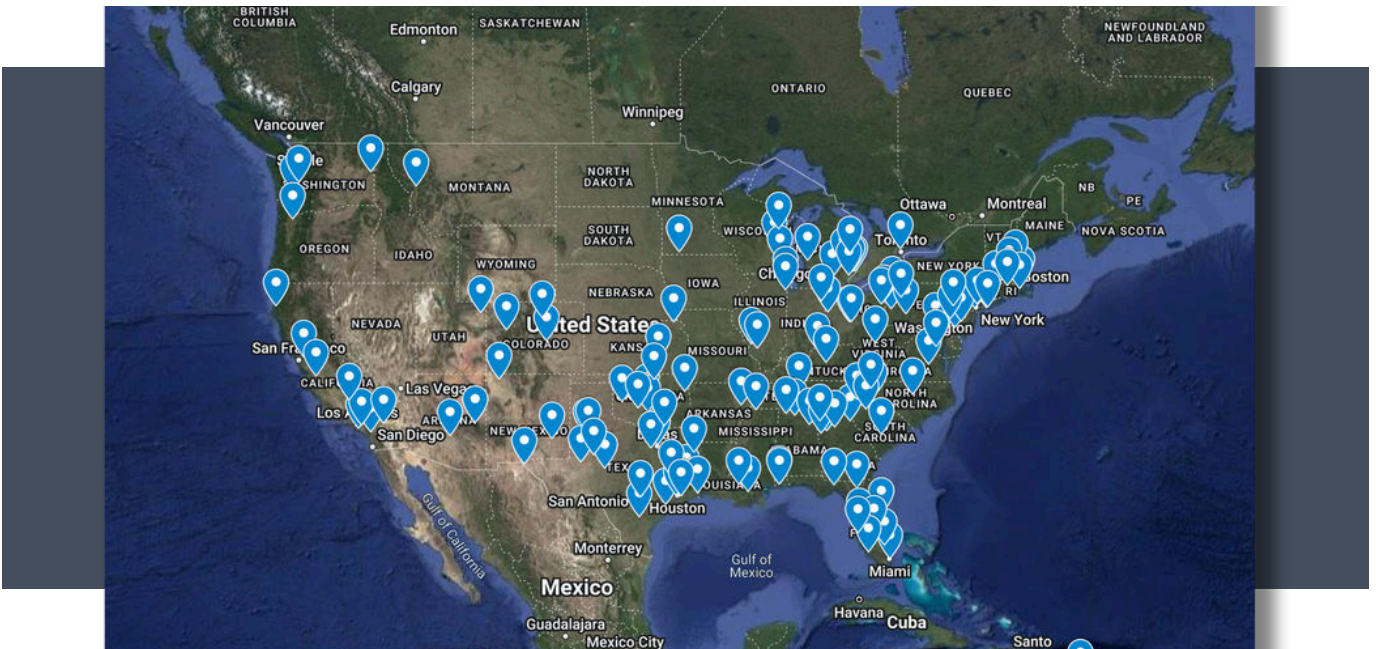 BRITISH
COLUMBIA
Edmonton
SASKATCHEWAN
NEWFOUNDLAND
AND LABRADOR
Calgary
ONTARIO
QUEBEC
Winnipeg
Vancouver
NORTH
DAKOTA
MONTANA
MINNESOTA
NB
PE
Ottawa
Montreal
MAINE
NOVA SCOTIA
SOUTH
DAKOTA
Toronto
VT
OREGON
IDAHO
WYOMING
NEW YORK
Boston
NEBRASKA
IOWA
ILLINOIS
RI
New York
NEVADA
UTAH
United States
COLORADO
Washington
MISSOURI
WEST
VIRGINIA
San Francisco
CALIFORNIA
Las Vegas
NORTH
CAROLINA
ARKANSAS
MISSISSIPPI
SOUTH
CAROLINA
San Diego
NEW MEXICO
San Antonio
Houston
Gulf of California
Monterrey
Gulf of
Mexico
Miami
Mexico
Havana
Cuba
Guadalajara
Mexico City
Santo